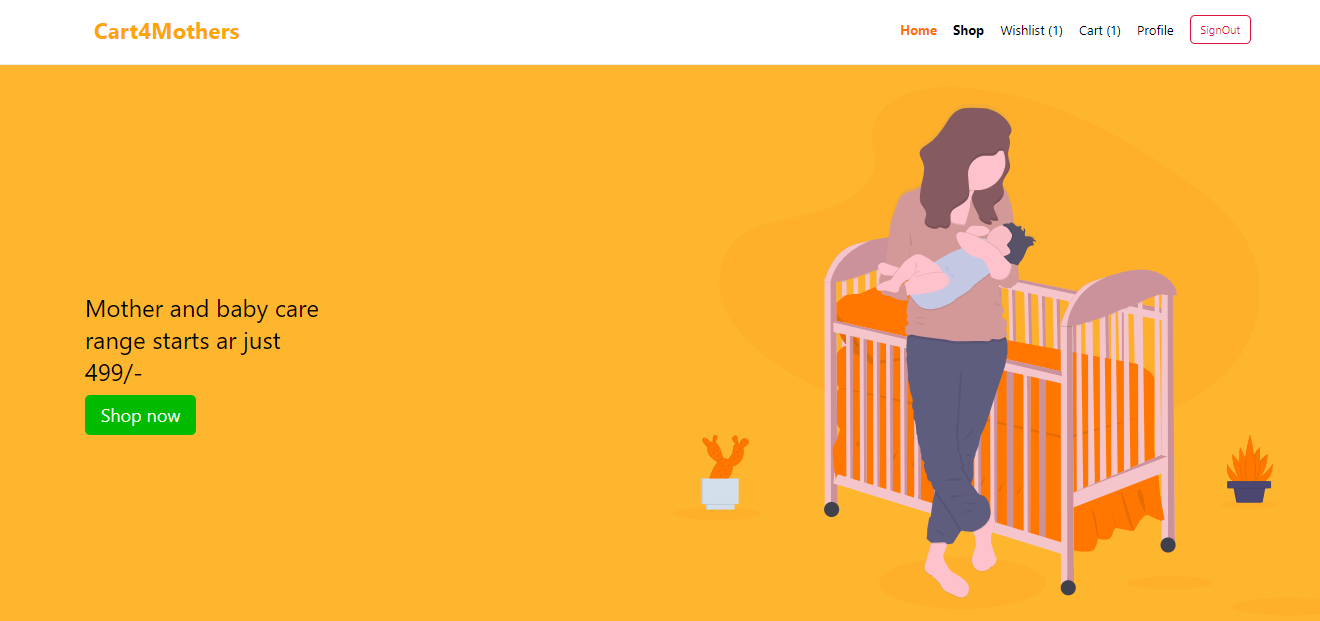 Cart4Mothers
Home Shop Wishlist (1) Cart (1) Profile SignOut
Mother and baby care
range starts ar just
499/-
Shop now